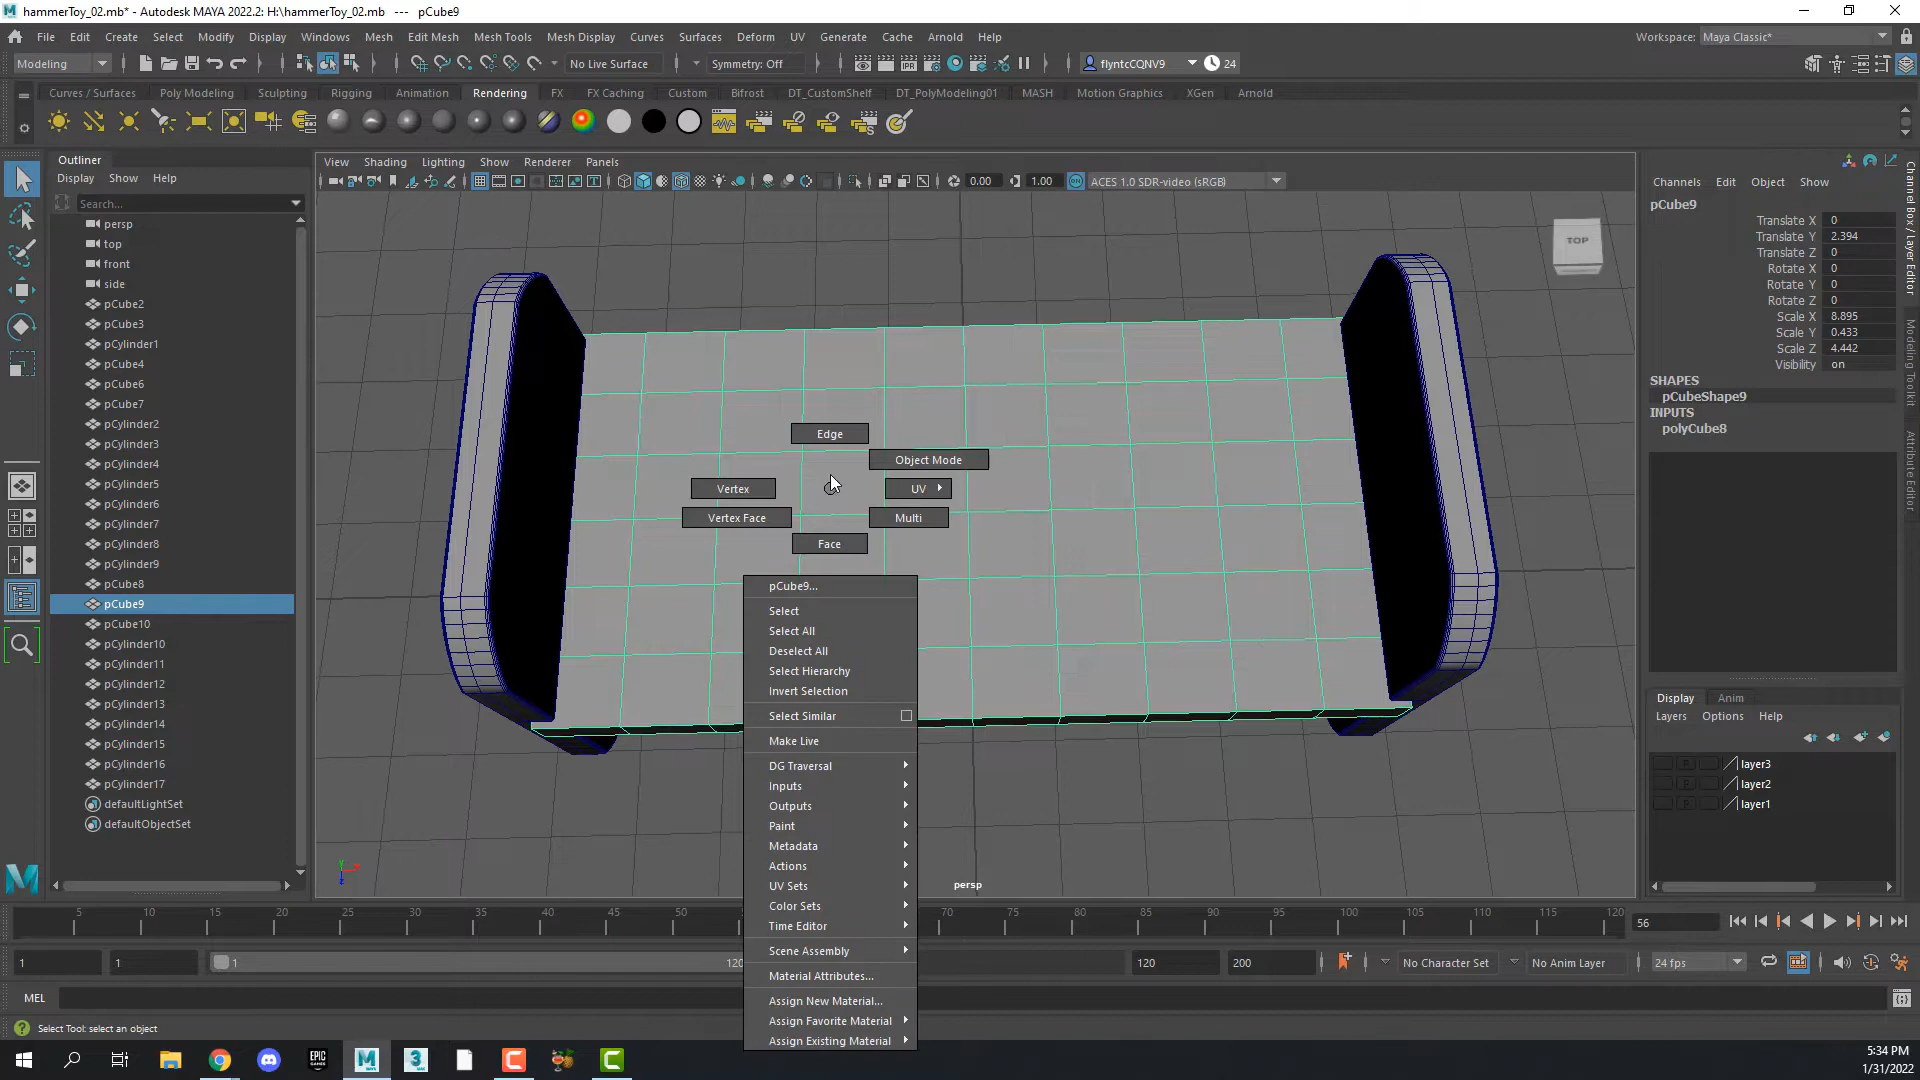 hammerToy_02.mb* - Autodesk MAYA 2022.2: H:\hammerToy_02.mb   ---   pCube9
File Edit Create Select Modify Display Windows Mesh Edit Mesh Mesh Tools Mesh Display Curves Surfaces Deform UV Generate Cache Arnold Help
Workspace: Maya Classic*
Modeling No Live Surface Symmetry: Off IPR flyntcCQNV9 24
Curves / Surfaces Poly Modeling Sculpting Rigging Animation Rendering FX FX Caching Custom Bifrost DT_CustomShelf DT_PolyModeling01 MASH Motion Graphics XGen Arnold
Outliner
Display Show Help
Search...
persp
top
front
side
pCube2
pCube3
pCylinder1
pCube4
pCube6
pCube7
pCylinder2
pCylinder3
pCylinder4
pCylinder5
pCylinder6
pCylinder7
pCylinder8
pCylinder9
pCube8
pCube9
pCube10
pCylinder10
pCylinder11
pCylinder12
pCylinder13
pCylinder14
pCylinder15
pCylinder16
pCylinder17
defaultLightSet
defaultObjectSet
View Shading Lighting Show Renderer Panels
0.00 1.00 ACES 1.0 SDR-video (sRGB)
TOP
Edge
Object Mode
Vertex
UV
Vertex Face
Multi
Face
pCube9...
Select
Select All
Deselect All
Select Hierarchy
Invert Selection
Select Similar
Make Live
DG Traversal
Inputs
Outputs
Paint
Metadata
Actions
UV Sets
Color Sets
Time Editor
Scene Assembly
Material Attributes...
Assign New Material...
Assign Favorite Material
Assign Existing Material
persp
Channels Edit Object Show
pCube9
Translate X 0
Translate Y 2.394
Translate Z 0
Rotate X 0
Rotate Y 0
Rotate Z 0
Scale X 8.895
Scale Y 0.433
Scale Z 4.442
Visibility on
SHAPES
pCubeShape9
INPUTS
polyCube8
Channel Box / Layer Editor
Modeling Toolkit
Attribute Editor
Display Anim
Layers Options Help
R layer3
R layer2
R layer1
5 10 15 20 25 30 35 40 45 50 70 75 80 85 90 95 100 105 110 115 120
56
1 1 1 120 200 No Character Set No Anim Layer 24 fps
MEL
Select Tool: select an object
EPIC
GAMES
5:34 PM
1/31/2022